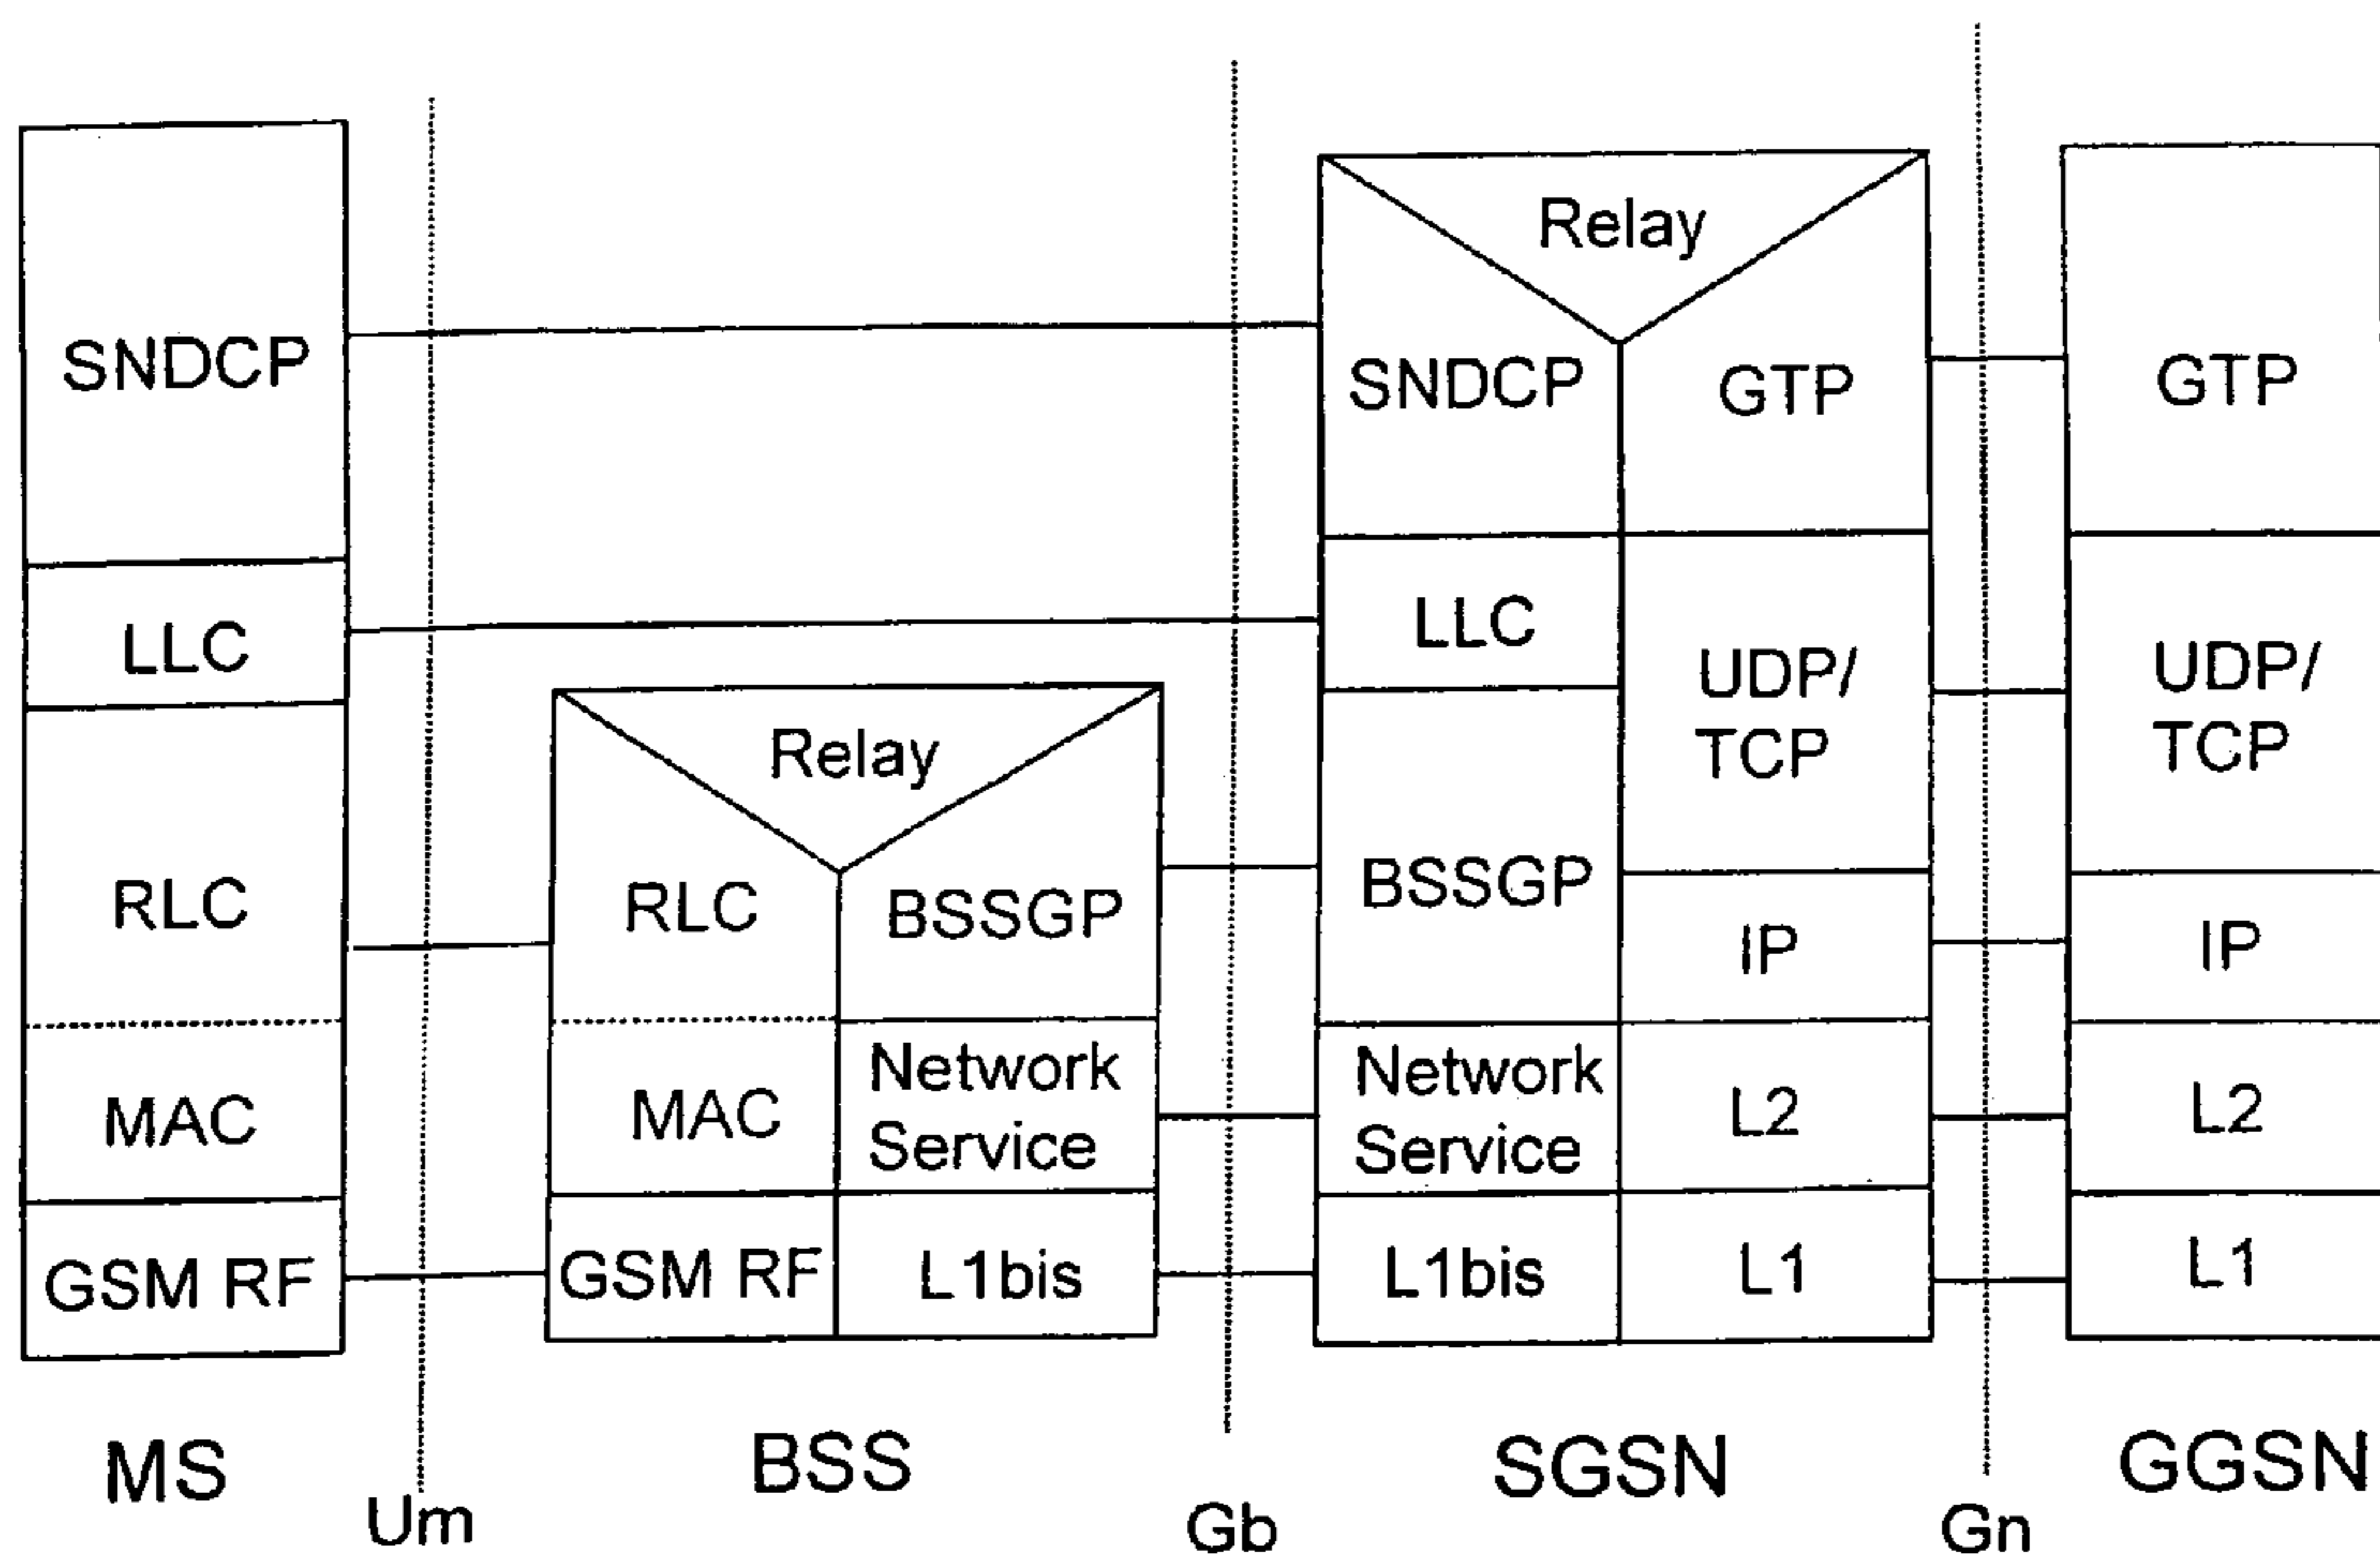 SNDCP
LLC
RLC
MAC
GSM RF
MS
Um
Relay
RLC
BSSGP
MAC
Network
Service
GSM RF
L1bis
BSS
Gb
Relay
SNDCP
GTP
LLC
UDP/
TCP
BSSGP
IP
Network
Service
L2
L1bis
L1
SGSN
Gn
GTP
UDP/
TCP
IP
L2
L1
GGSN